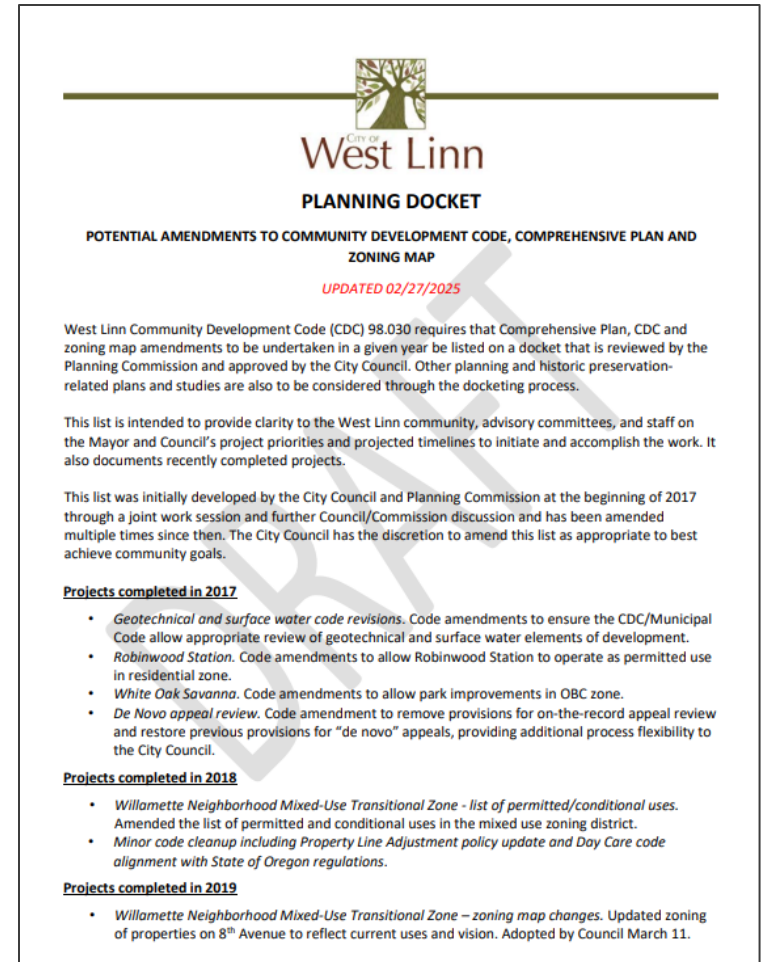 CITY OF
West Linn
PLANNING DOCKET
POTENTIAL AMENDMENTS TO COMMUNITY DEVELOPMENT CODE, COMPREHENSIVE PLAN AND
ZONING MAP
UPDATED 02/27/2025
West Linn Community Development Code (CDC) 98.030 requires that Comprehensive Plan, CDC and
zoning map amendments to be undertaken in a given year be listed on a docket that is reviewed by the
Planning Commission and approved by the City Council. Other planning and historic preservation-
related plans and studies are also to be considered through the docketing process.
This list is intended to provide clarity to the West Linn community, advisory committees, and staff on
the Mayor and Council's project priorities and projected timelines to initiate and accomplish the work. It
also documents recently completed projects.
This list was initially developed by the City Council and Planning Commission at the beginning of 2017
through a joint work session and further Council/Commission discussion and has been amended
multiple times since then. The City Council has the discretion to amend this list as appropriate to best
achieve community goals.
Projects completed in 2017
• Geotechnical and surface water code revisions. Code amendments to ensure the CDC/Municipal
Code allow appropriate review of geotechnical and surface water elements of development.
• Robinwood Station. Code amendments to allow Robinwood Station to operate as permitted use
in residential zone.
• White Oak Savanna. Code amendments to allow park improvements in OBC zone.
• De Novo appeal review. Code amendment to remove provisions for on-the-record appeal review
and restore previous provisions for "de novo" appeals, providing additional process flexibility to
the City Council.
Projects completed in 2018
• Willamette Neighborhood Mixed-Use Transitional Zone - list of permitted/conditional uses.
Amended the list of permitted and conditional uses in the mixed use zoning district.
• Minor code cleanup including Property Line Adjustment policy update and Day Care code
alignment with State of Oregon regulations.
Projects completed in 2019
• Willamette Neighborhood Mixed-Use Transitional Zone – zoning map changes. Updated zoning
of properties on 8th Avenue to reflect current uses and vision. Adopted by Council March 11.
DRAFT